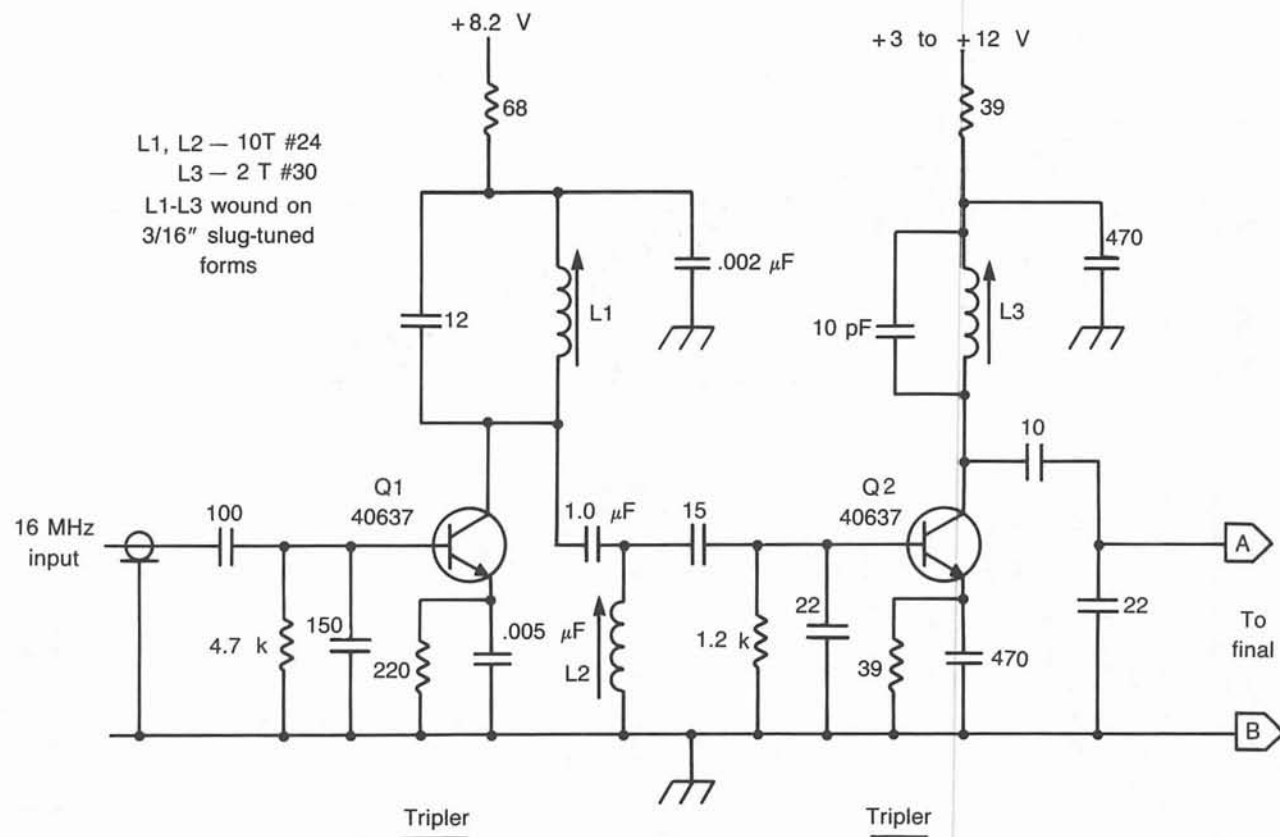 +8.2 V
+3 to +12 V
68
39
L1, L2 — 10T #24
L3 — 2 T #30
L1-L3 wound on
3/16" slug-tuned
forms
12
L1
.002 μF
10 pF
L3
470
10
Q1
40637
Q2
40637
16 MHz
input
100
1.0 μF
15
A
4.7 k
150
220
.005 μF
L2
1.2 k
22
39
470
22
To
final
B
Tripler
Tripler